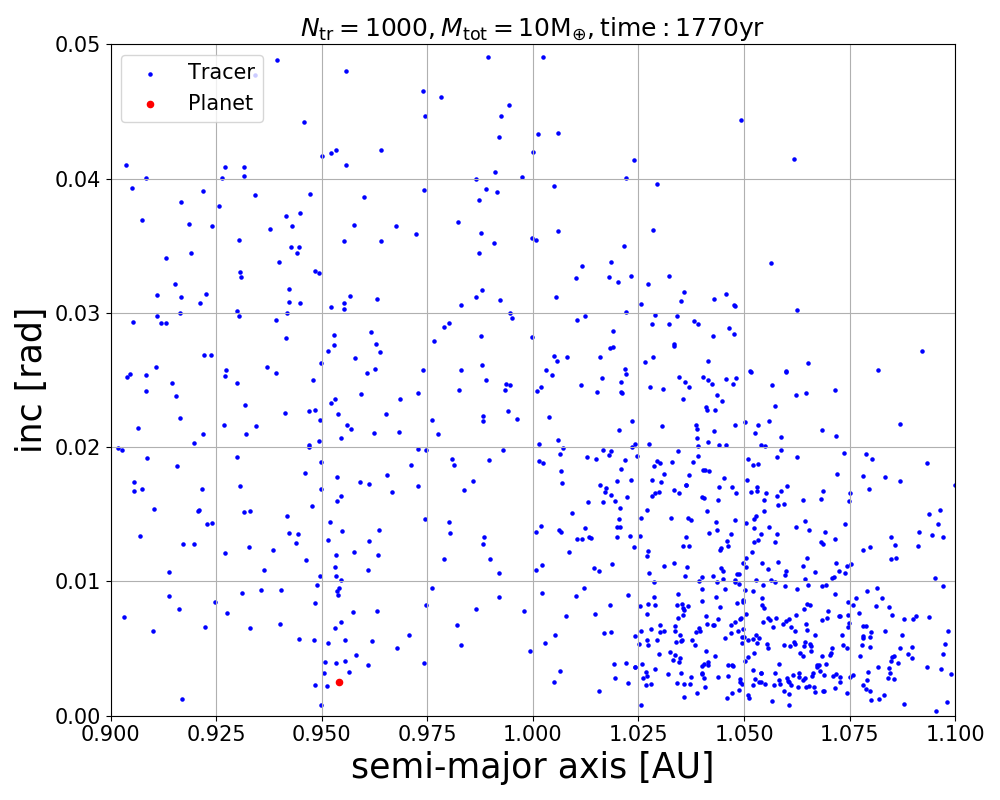 N_tr = 1000, M_tot = 10M_⊕, time : 1770yr
Tracer
Planet
0.05
0.04
0.03
0.02
0.01
0.00
inc [rad]
0.900 0.925 0.950 0.975 1.000 1.025 1.050 1.075 1.100
semi-major axis [AU]